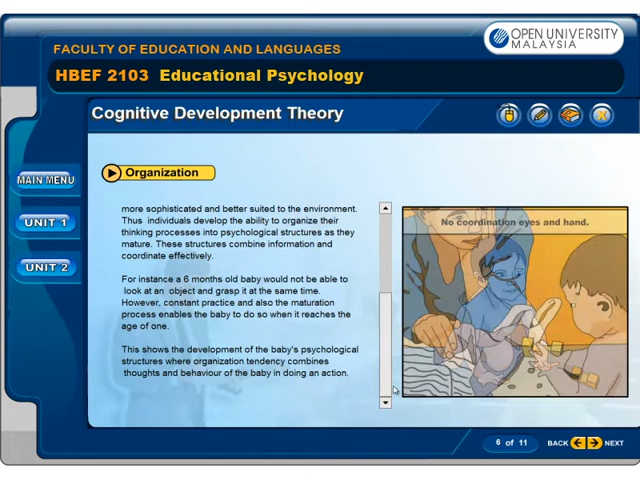 OPEN UNIVERSITY
MALAYSIA
FACULTY OF EDUCATION AND LANGUAGES
HBEF 2103 Educational Psychology
Cognitive Development Theory
MAIN MENU
UNIT 1
UNIT 2
Organization
more sophisticated and better suited to the environment.
Thus individuals develop the ability to organize their
thinking processes into psychological structures as they
mature. These structures combine information and
coordinate effectively.
For instance a 6 months old baby would not be able to
look at an object and grasp it at the same time.
However, constant practice and also the maturation
process enables the baby to do so when it reaches the
age of one.
This shows the development of the baby's psychological
structures where organization tendency combines
thoughts and behaviour of the baby in doing an action.
No coordination eyes and hand.
6 of 11
BACK NEXT